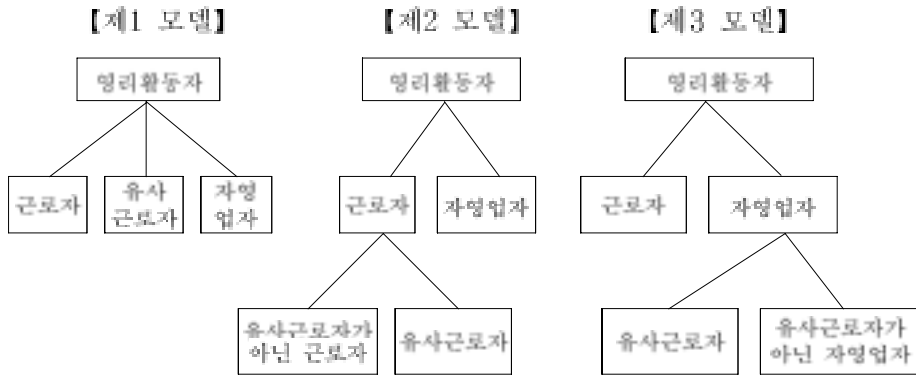 【제1 모델】 【제2 모델】 【제3 모델】
영리활동자 영리활동자 영리활동자
근로자 유사 근로자 자영 업자 근로자 자영업자 근로자 자영업자
유사근로자가 아닌 근로자 유사근로자 유사근로자 유사근로자가 아닌 자영업자